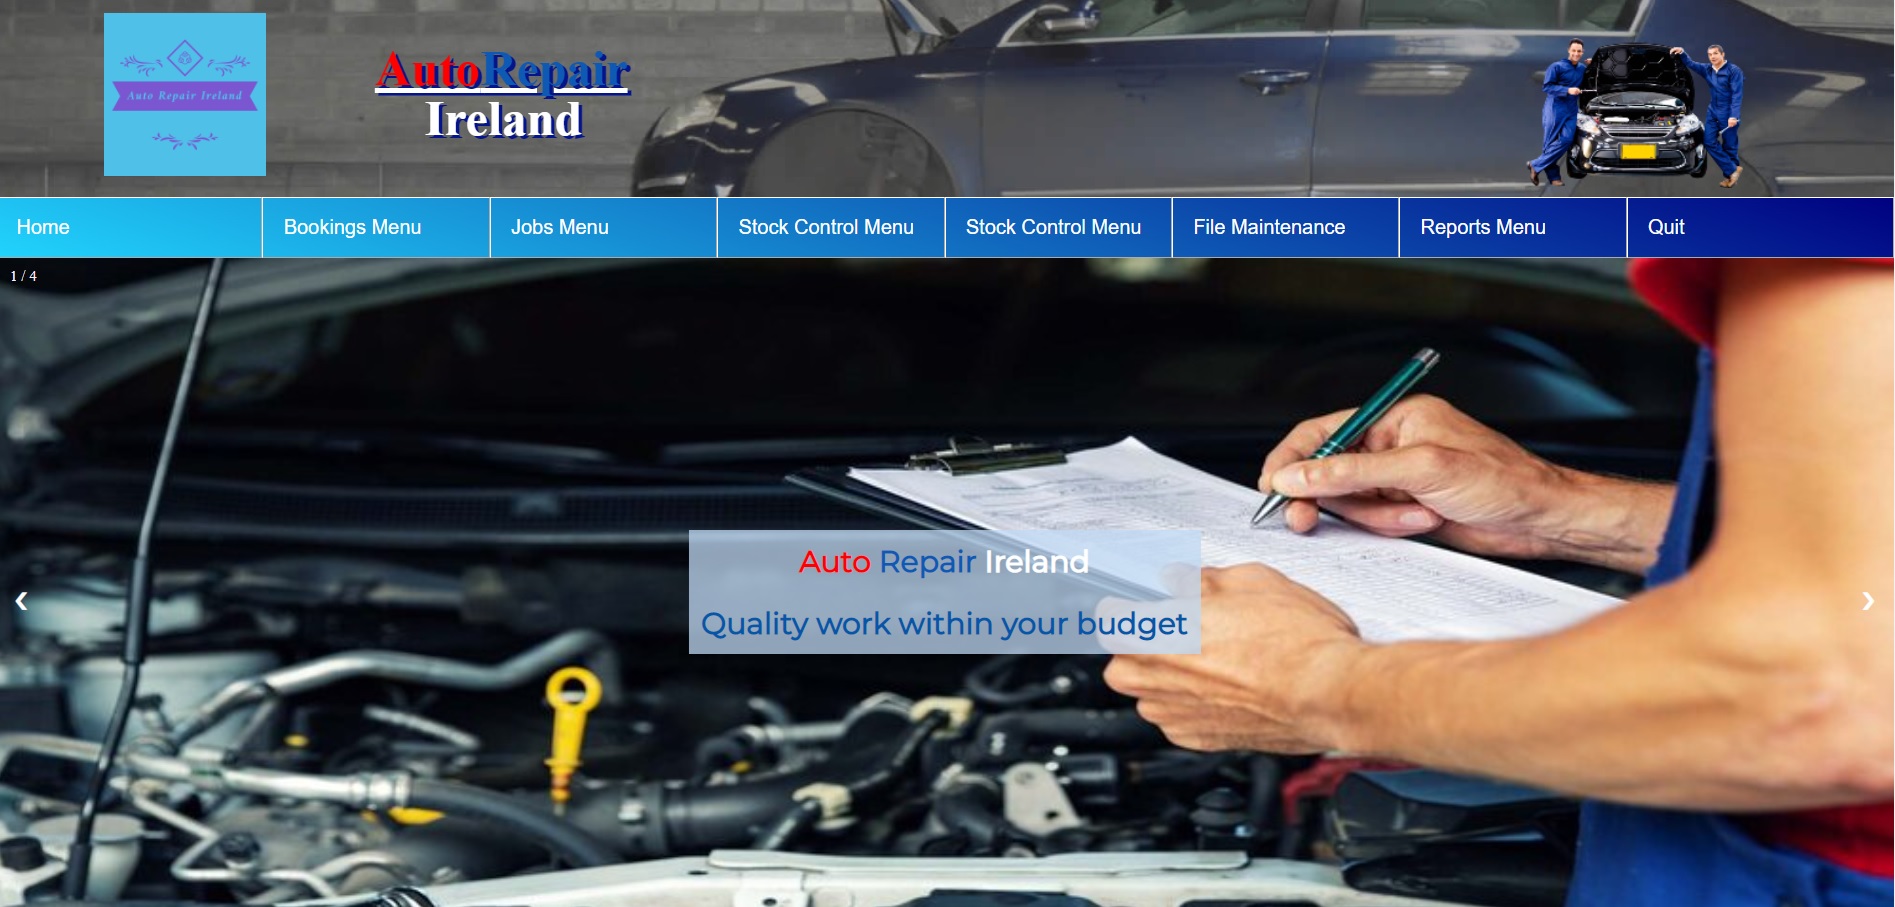 Auto Repair Ireland
AutoRepair
Ireland
Home
Bookings Menu
Jobs Menu
Stock Control Menu
Stock Control Menu
File Maintenance
Reports Menu
Quit
1 / 4
❮
❯
Auto Repair Ireland
Quality work within your budget